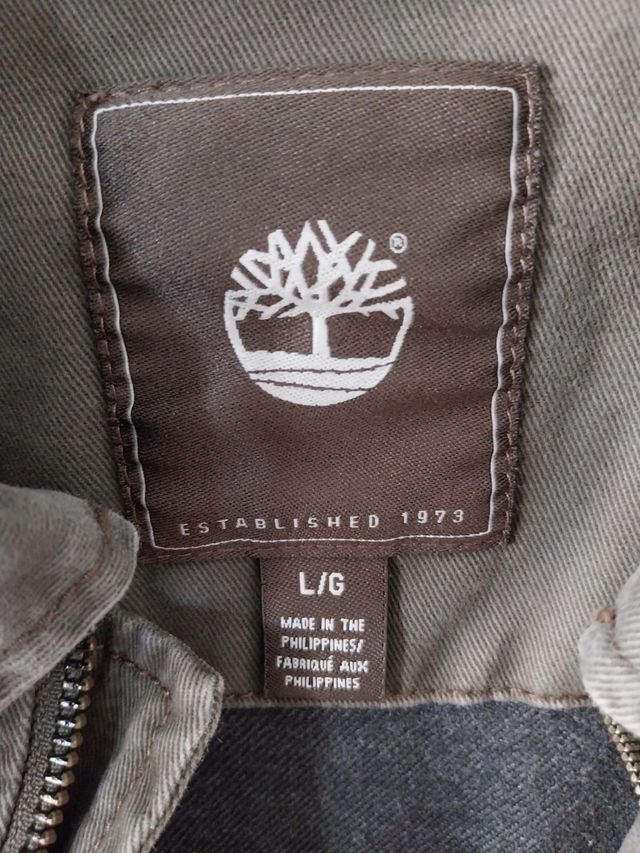 ®
ESTABLISHED 1973
L/G
MADE IN THE
PHILIPPINES/
FABRIQUÉ AUX
PHILIPPINES